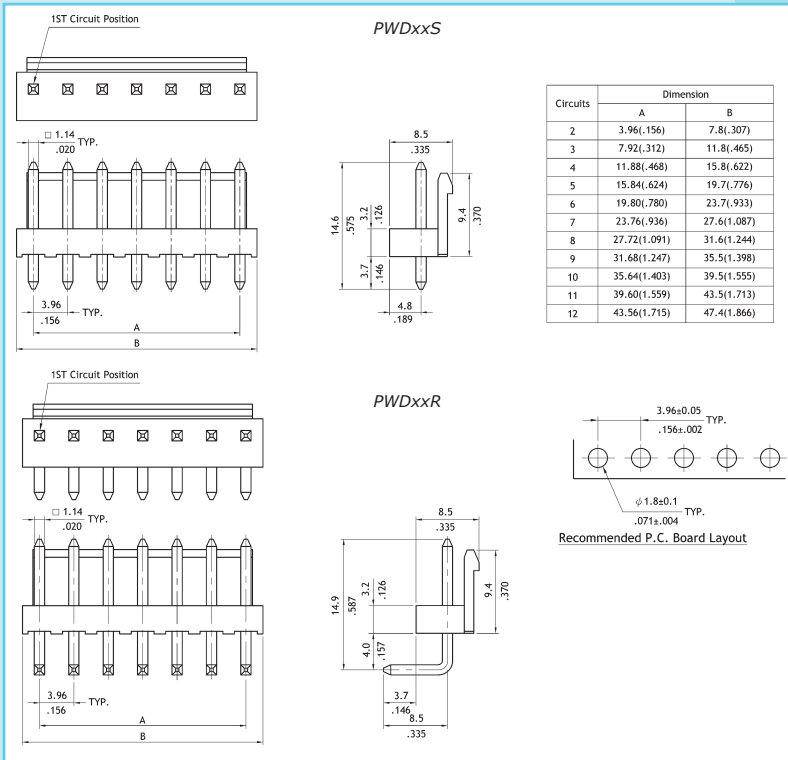 1ST Circuit Position
PWDxxS
□ 1.14
.020
TYP.
3.96
.156
TYP.
A
B
8.5
.335
14.6
.575
3.2
.126
3.7
.146
9.4
.370
4.8
.189
Circuits
Dimension
A B
2 3.96(.156) 7.8(.307)
3 7.92(.312) 11.8(.465)
4 11.88(.468) 15.8(.622)
5 15.84(.624) 19.7(.776)
6 19.80(.780) 23.7(.933)
7 23.76(.936) 27.6(1.087)
8 27.72(1.091) 31.6(1.244)
9 31.68(1.247) 35.5(1.398)
10 35.64(1.403) 39.5(1.555)
11 39.60(1.559) 43.5(1.713)
12 43.56(1.715) 47.4(1.866)
1ST Circuit Position
PWDxxR
□ 1.14
.020
TYP.
3.96
.156
TYP.
A
B
8.5
.335
14.9
.587
3.2
.126
4.0
.157
9.4
.370
3.7
.146
8.5
.335
3.96±0.05
.156±.002
TYP.
ϕ 1.8±0.1
.071±.004
TYP.
Recommended P.C. Board Layout